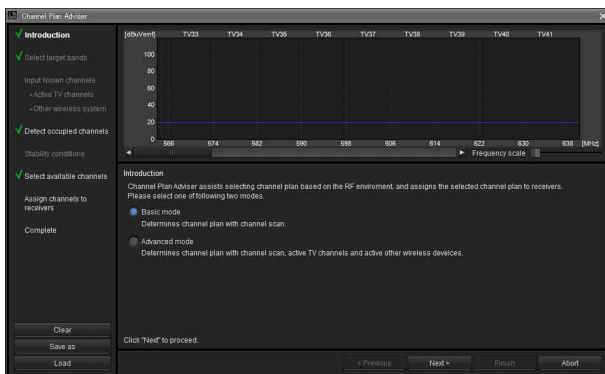 Channel Plan Adviser
Introduction
Select target bands
Input known channels
-Active TV channels
-Other wireless system
Detect occupied channels
Stability conditions
Select available channels
Assign channels to
receivers
Complete
Clear
Save as
Load
[dBuVemf] TV33 TV34 TV35 TV36 TV37 TV38 TV39 TV40 TV41
100
80
60
40
20
0
566 574 582 590 598 606 614 622 630 638 [MHz]
Frequency scale
Introduction
Channel Plan Adviser assists selecting channel plan based on the RF enviroment, and assigns the selected channel plan to receivers.
Please select one of following two modes.
Basic mode
Determines channel plan with channel scan.
Advanced mode
Determines channel plan with channel scan, active TV channels and active other wireless deveices.
Click "Next" to proceed.
< Previous Next > Finish Abort